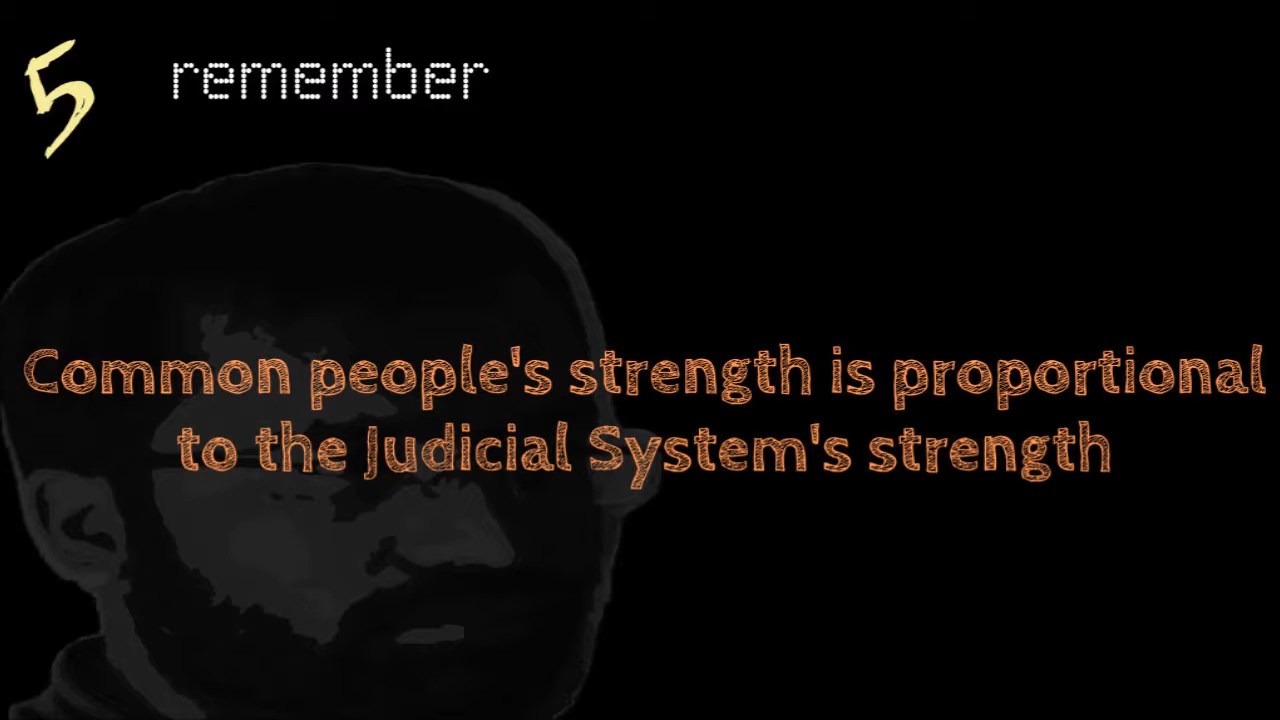 5 remember
Common people's strength is proportional
to the Judicial System's strength